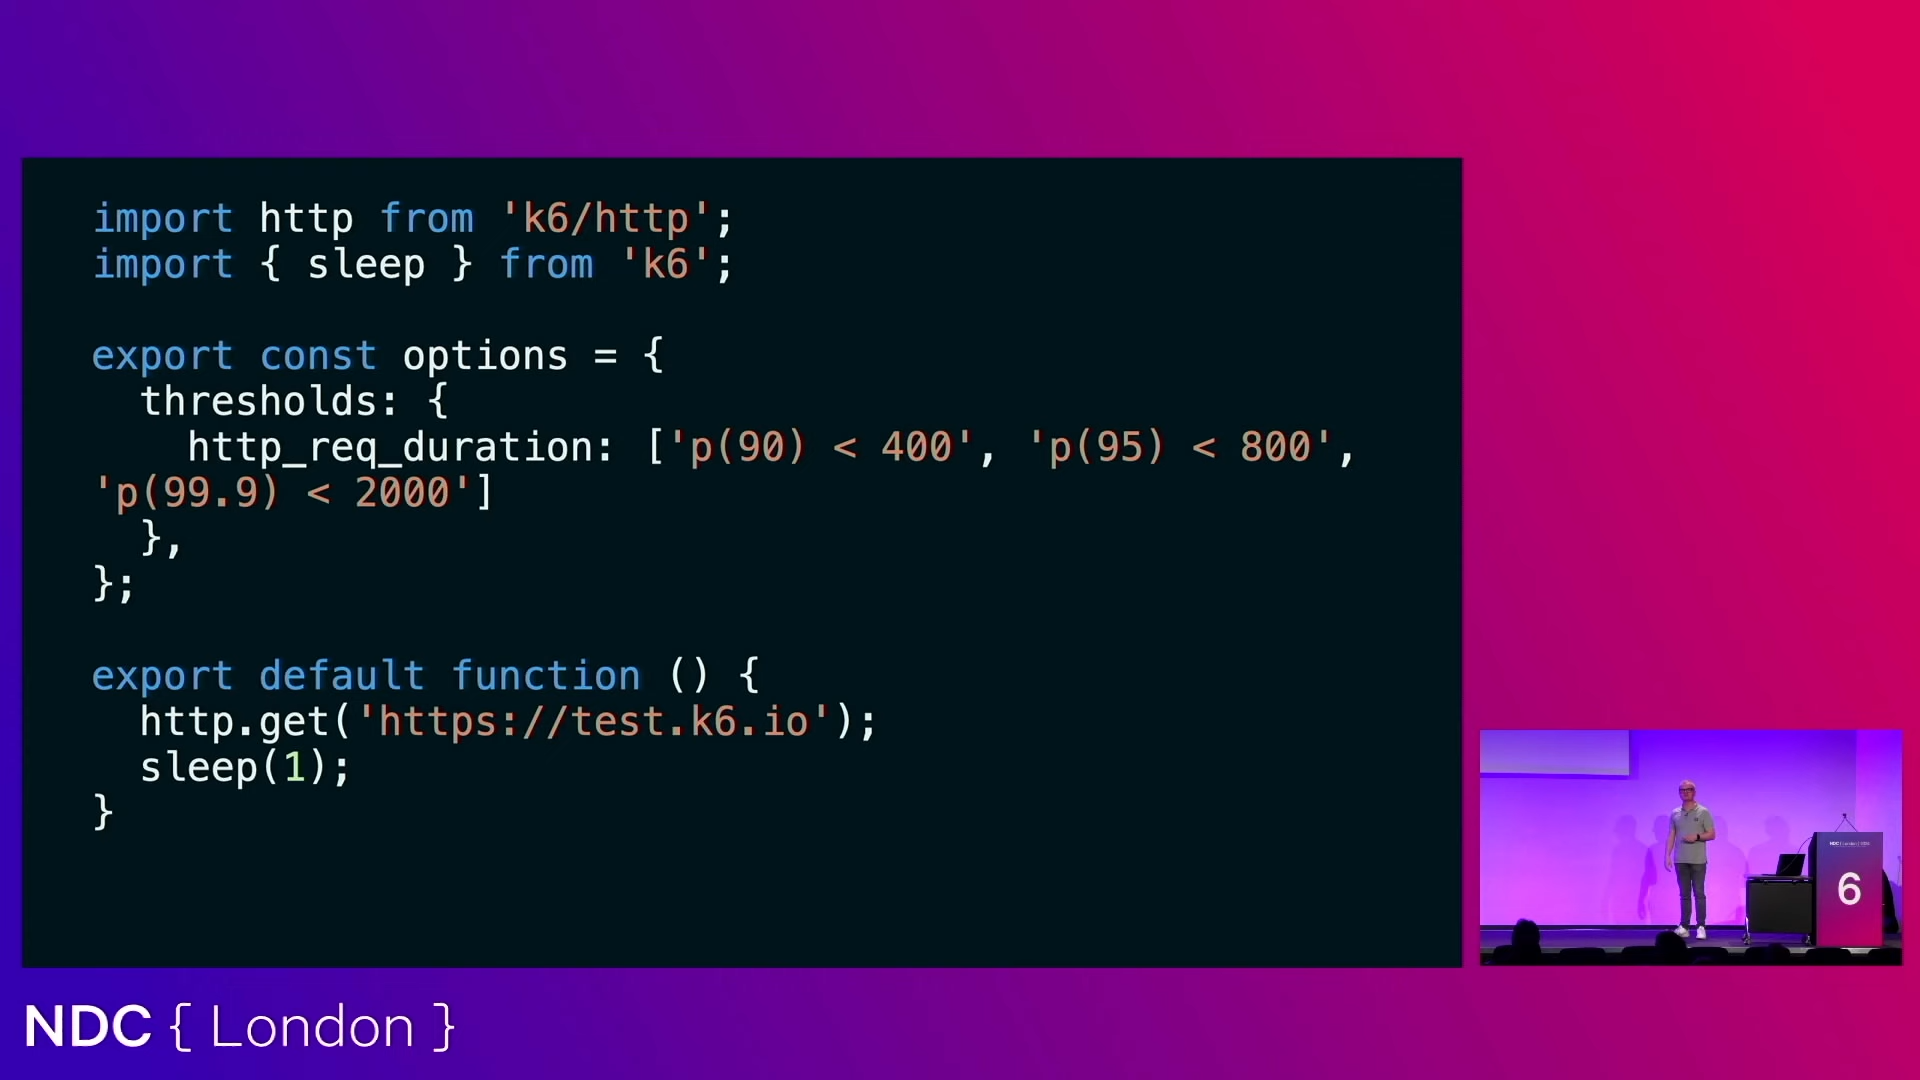 import http from 'k6/http';
import { sleep } from 'k6';
export const options = {
  thresholds: {
    http_req_duration: ['p(90) < 400', 'p(95) < 800',
'p(99.9) < 2000']
  },
};
export default function () {
  http.get('https://test.k6.io');
  sleep(1);
}
6
NDC { London }